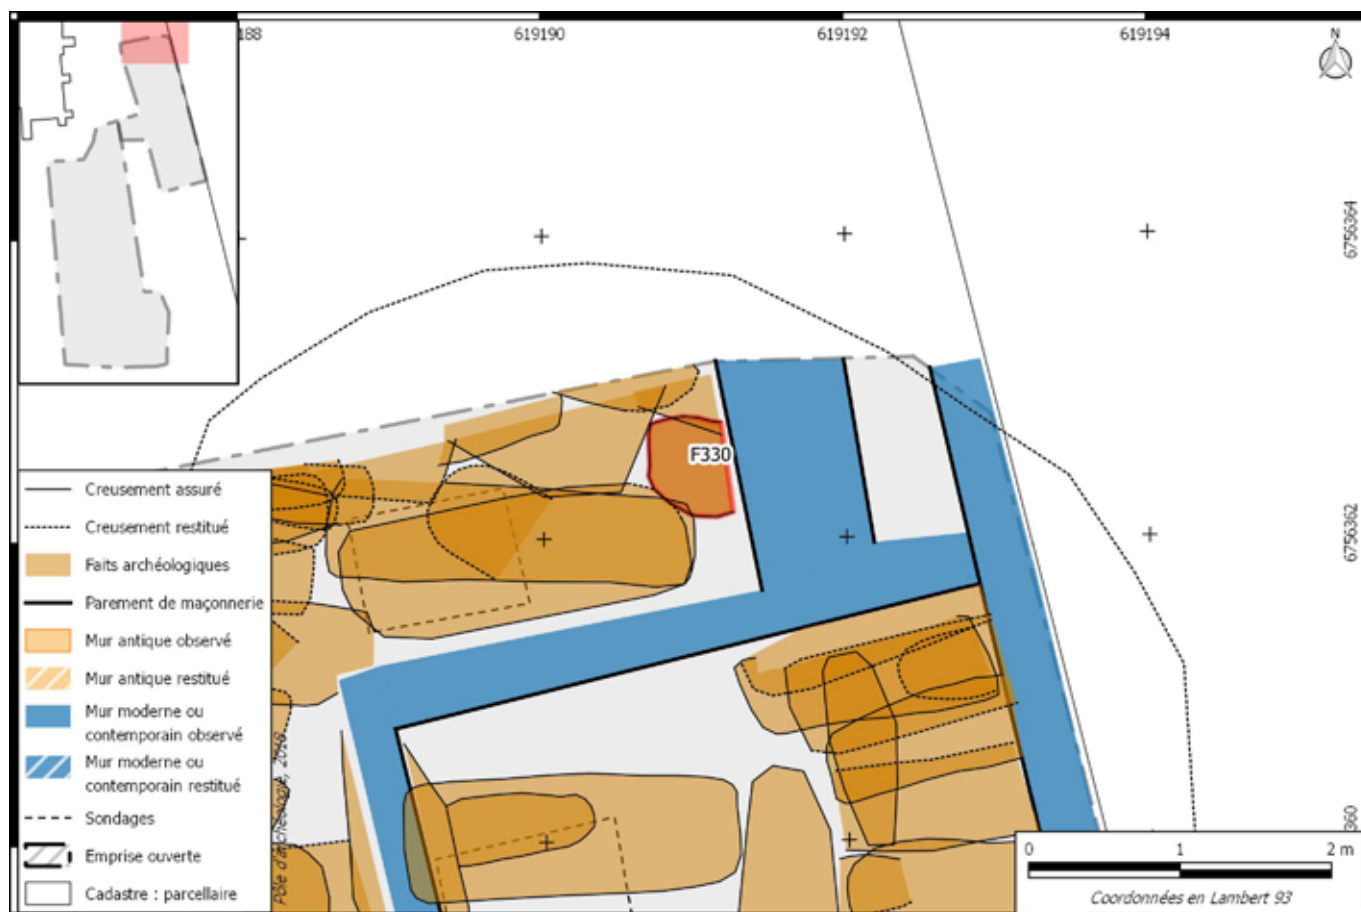 188
619190
619192
619194
N
6756364
F330
6756362
Creusement assuré
Creusement restitué
Faits archéologiques
Parement de maçonnerie
Mur antique observé
Mur antique restitué
Mur moderne ou
contemporain observé
Mur moderne ou
contemporain restitué
Sondages
Emprise ouverte
Cadastre : parcellaire
Pôle d'archéologie, 2018
360
0 1 2 m
Coordonnées en Lambert 93